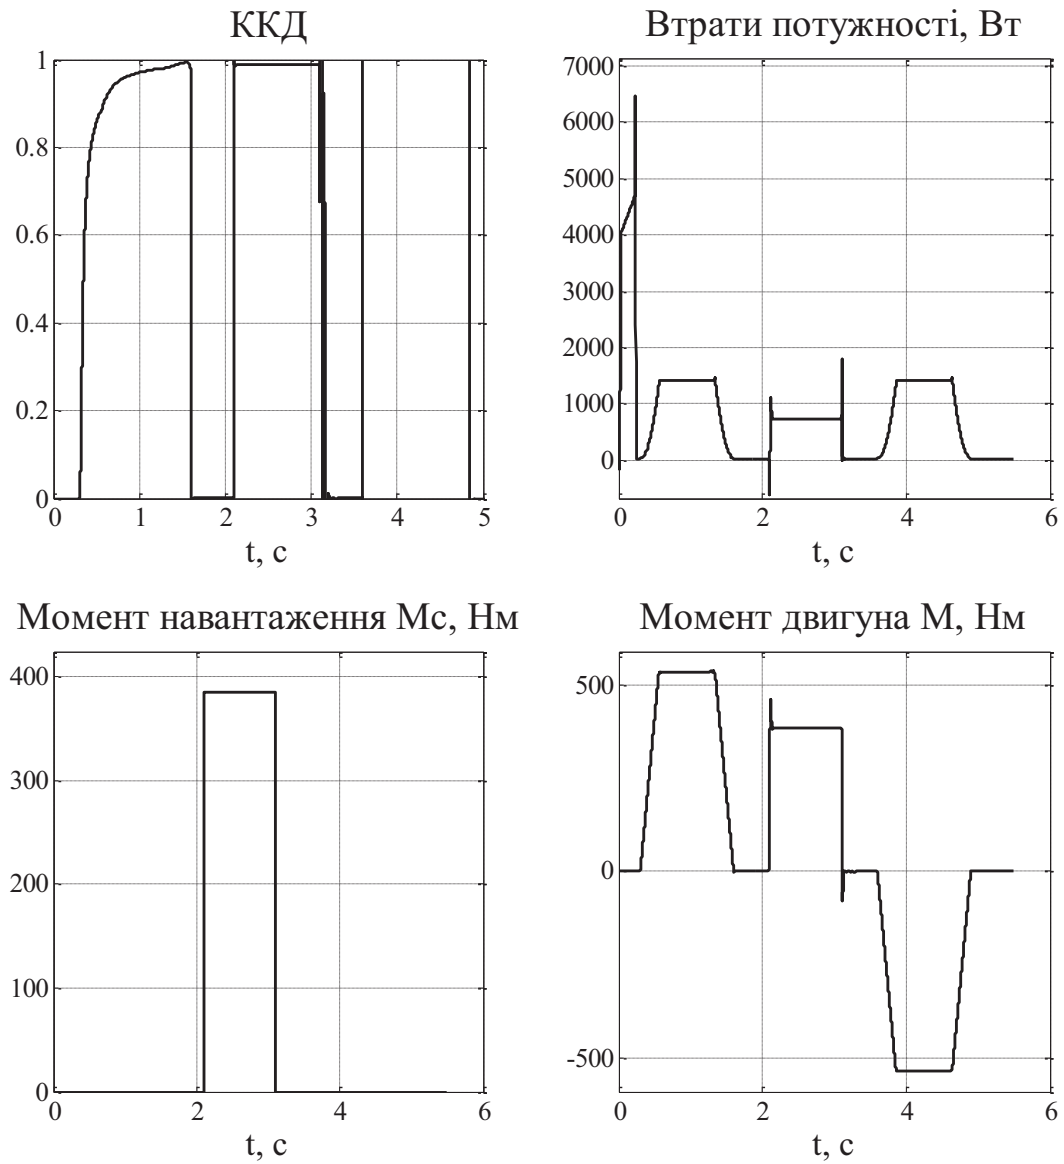 ККД
Втрати потужності, Вт
1
0.8
0.6
0.4
0.2
0
0 1 2 3 4 5
t, c
7000
6000
5000
4000
3000
2000
1000
0
0 2 4 6
t, c
Момент навантаження Мс, Нм
Момент двигуна М, Нм
400
300
200
100
0
0 2 4 6
t, c
500
0
-500
0 2 4 6
t, c